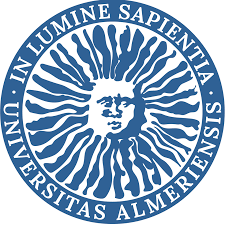 IN LUMINE SAPIENTIA
UNIVERSITAS ALMERIENSIS